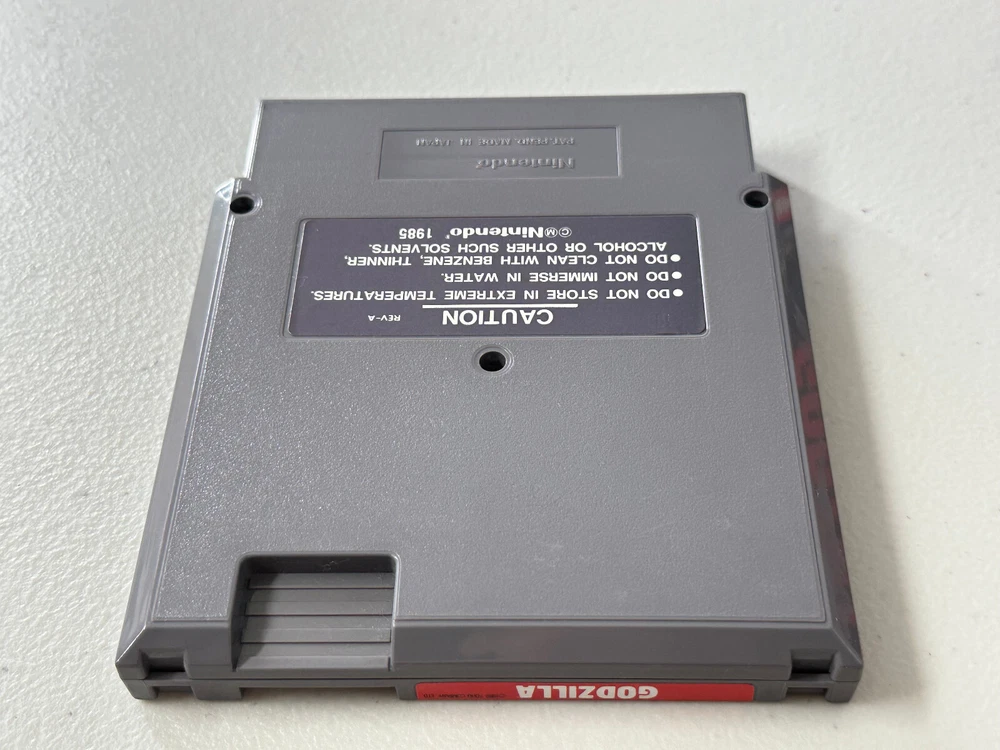 Nintendo®
PAT. PEND. MADE IN JAPAN
CAUTION REV-A
● DO NOT STORE IN EXTREME TEMPERATURES.
● DO NOT IMMERSE IN WATER.
● DO NOT CLEAN WITH BENZENE, THINNER,
ALCOHOL OR OTHER SUCH SOLVENTS.
©ⓂNintendo® 1985
GODZILLA